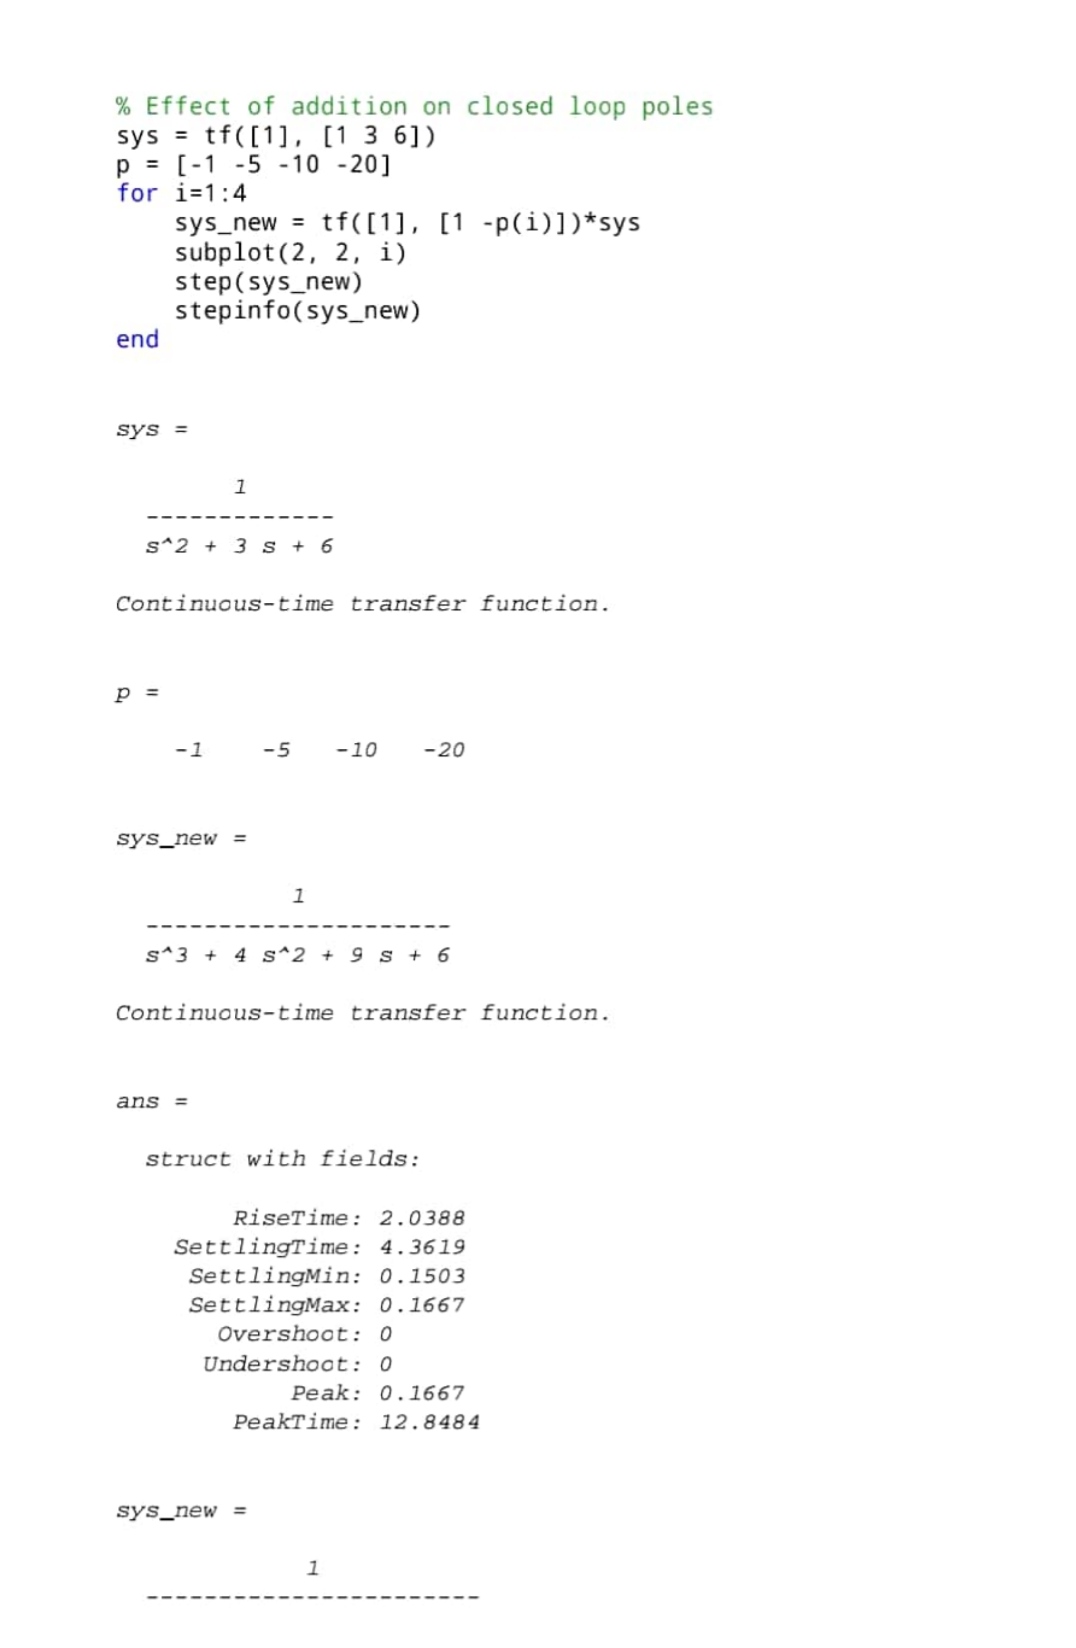 % Effect of addition on closed loop poles
sys = tf([1], [1 3 6])
p = [-1 -5 -10 -20]
for i=1:4
    sys_new = tf([1], [1 -p(i)])*sys
    subplot(2, 2, i)
    step(sys_new)
    stepinfo(sys_new)
end
sys =
1
-------------
s^2 + 3 s + 6
Continuous-time transfer function.
p =
-1    -5   -10   -20
sys_new =
1
---------------------
s^3 + 4 s^2 + 9 s + 6
Continuous-time transfer function.
ans =
struct with fields:
RiseTime: 2.0388
SettlingTime: 4.3619
SettlingMin: 0.1503
SettlingMax: 0.1667
Overshoot: 0
Undershoot: 0
Peak: 0.1667
PeakTime: 12.8484
sys_new =
1
-----------------------